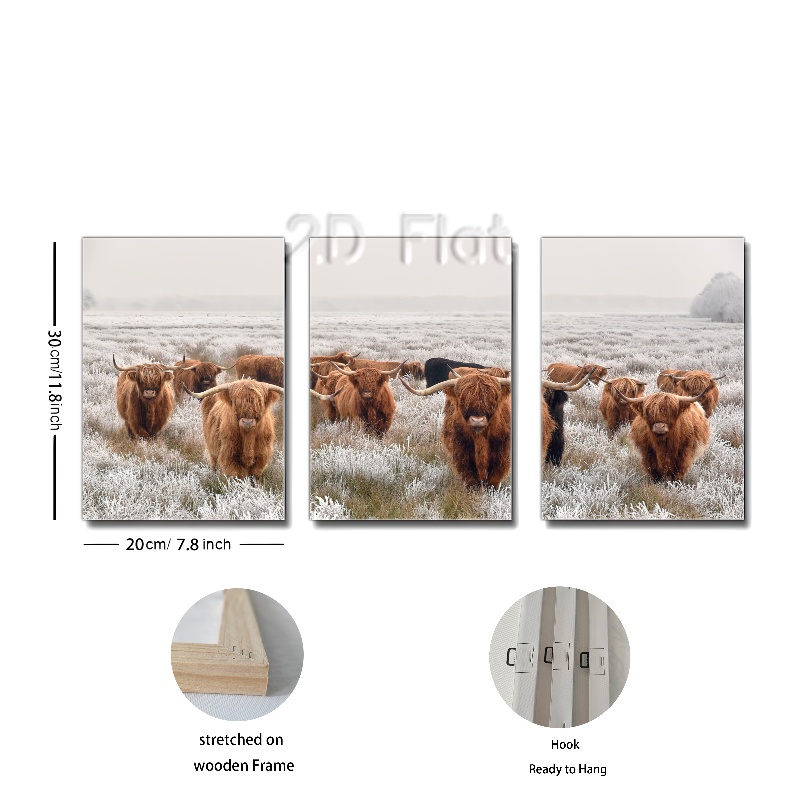 2D Flat
30cm/11.8inch
20cm/ 7.8 inch
stretched on
wooden Frame
Hook
Ready to Hang